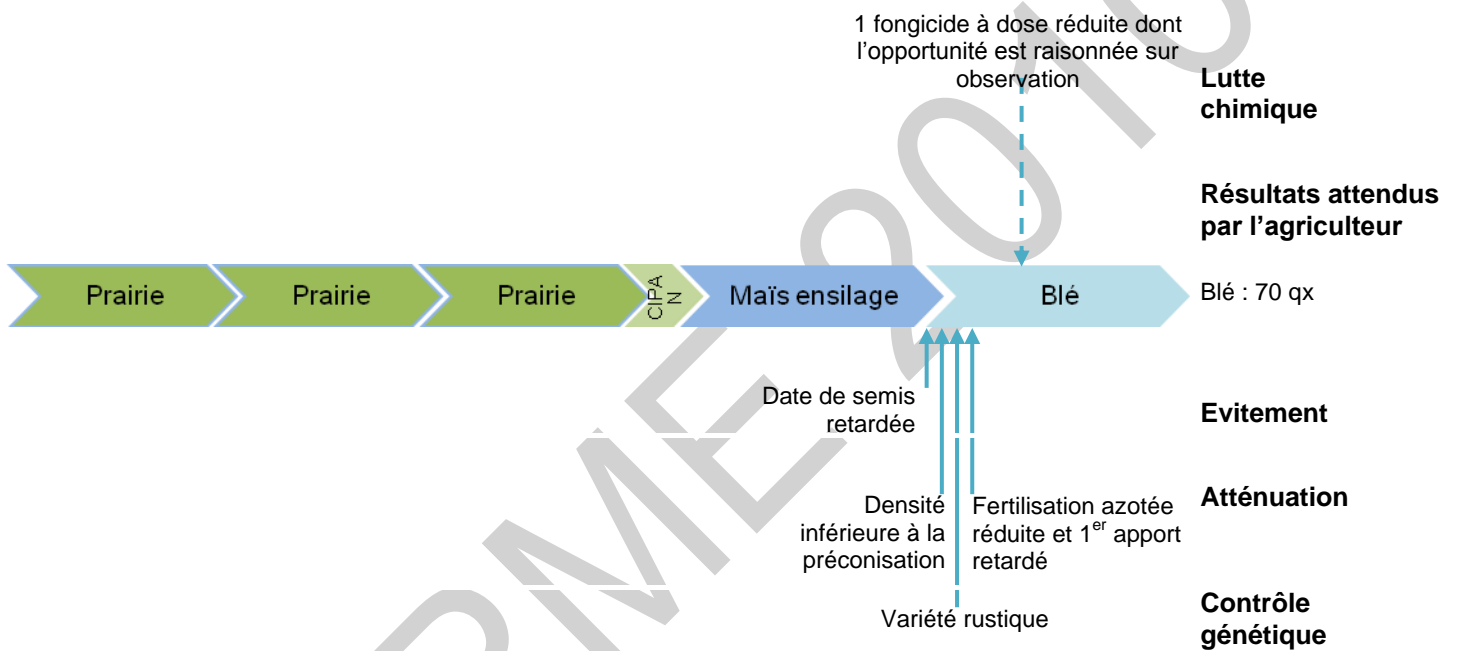 1 fongicide à dose réduite dont
l’opportunité est raisonnée sur
observation
Lutte
chimique
Résultats attendus
par l’agriculteur
Prairie
Prairie
Prairie
CIPA
N
Maïs ensilage
Blé
Blé : 70 qx
Date de semis
retardée
Evitement
Densité
inférieure à la
préconisation
Fertilisation azotée
réduite et 1er apport
retardé
Atténuation
Variété rustique
Contrôle
génétique
RME 2010